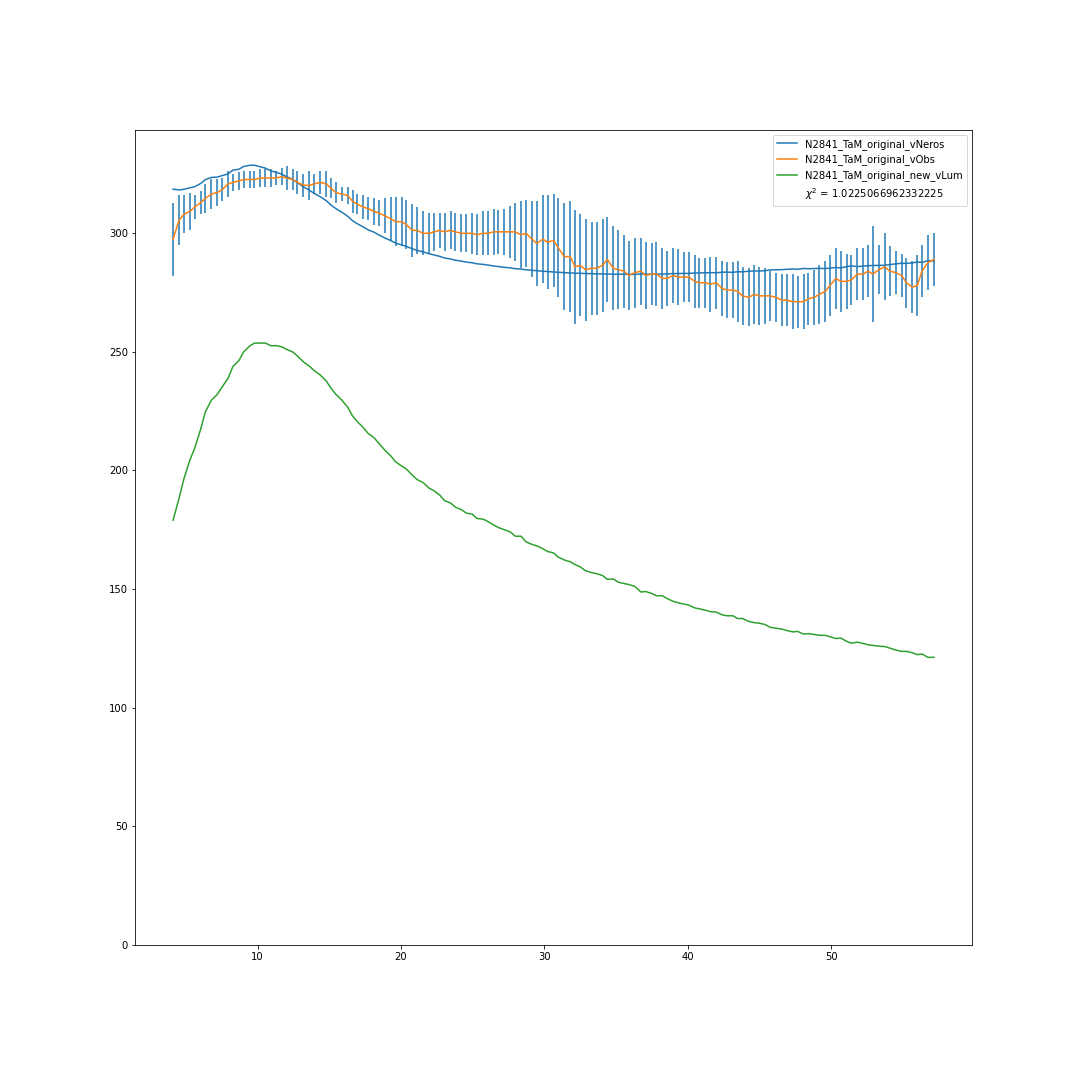 N2841_TaM_original_vNeros
N2841_TaM_original_vObs
N2841_TaM_original_new_vLum
χ² = 1.0225066962332225
300
250
200
150
100
50
0
10 20 30 40 50